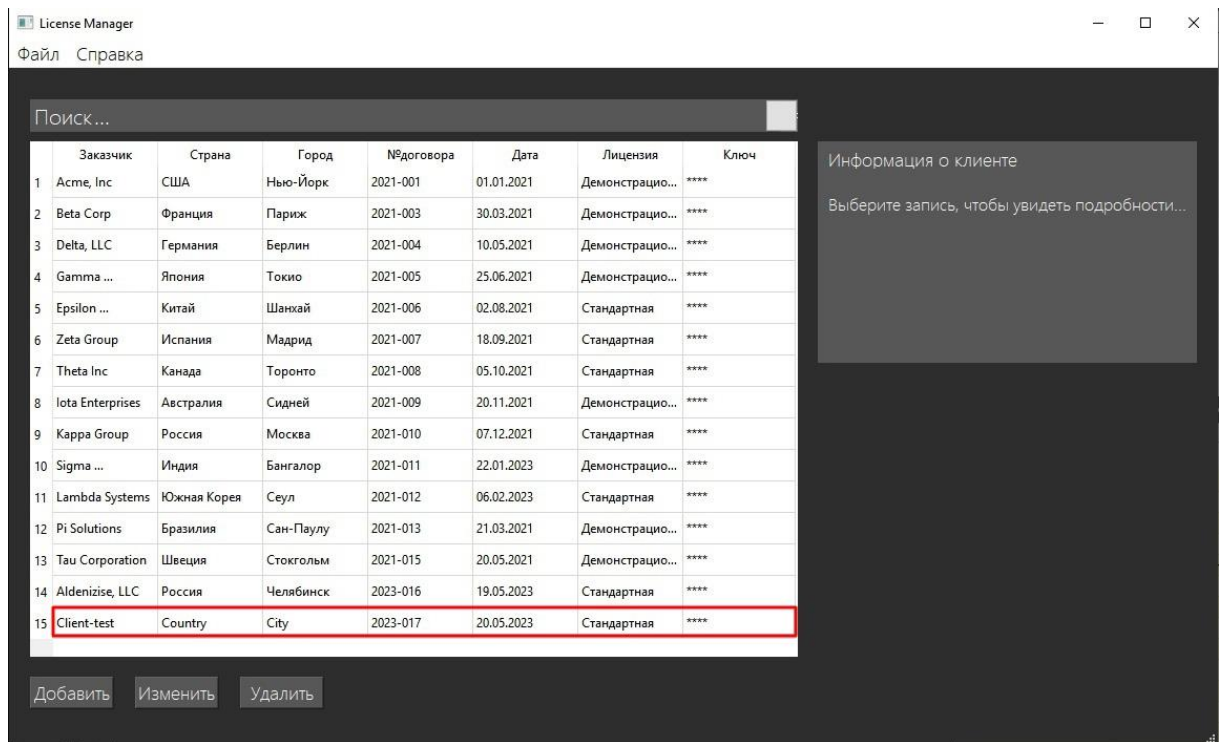 License Manager
Файл Справка
Поиск...
Заказчик Страна Город №договора Дата Лицензия Ключ
1 Acme, Inc США Нью-Йорк 2021-001 01.01.2021 Демонстрацио... ****
2 Beta Corp Франция Париж 2021-003 30.03.2021 Демонстрацио... ****
3 Delta, LLC Германия Берлин 2021-004 10.05.2021 Демонстрацио... ****
4 Gamma ... Япония Токио 2021-005 25.06.2021 Демонстрацио... ****
5 Epsilon ... Китай Шанхай 2021-006 02.08.2021 Стандартная ****
6 Zeta Group Испания Мадрид 2021-007 18.09.2021 Стандартная ****
7 Theta Inc Канада Торонто 2021-008 05.10.2021 Стандартная ****
8 Iota Enterprises Австралия Сидней 2021-009 20.11.2021 Демонстрацио... ****
9 Kappa Group Россия Москва 2021-010 07.12.2021 Стандартная ****
10 Sigma ... Индия Бангалор 2021-011 22.01.2023 Демонстрацио... ****
11 Lambda Systems Южная Корея Сеул 2021-012 06.02.2023 Стандартная ****
12 Pi Solutions Бразилия Сан-Паулу 2021-013 21.03.2021 Демонстрацио... ****
13 Tau Corporation Швеция Стокгольм 2021-015 20.05.2021 Демонстрацио... ****
14 Aldenizise, LLC Россия Челябинск 2023-016 19.05.2023 Стандартная ****
15 Client-test Country City 2023-017 20.05.2023 Стандартная ****
Информация о клиенте
Выберите запись, чтобы увидеть подробности...
Добавить Изменить Удалить